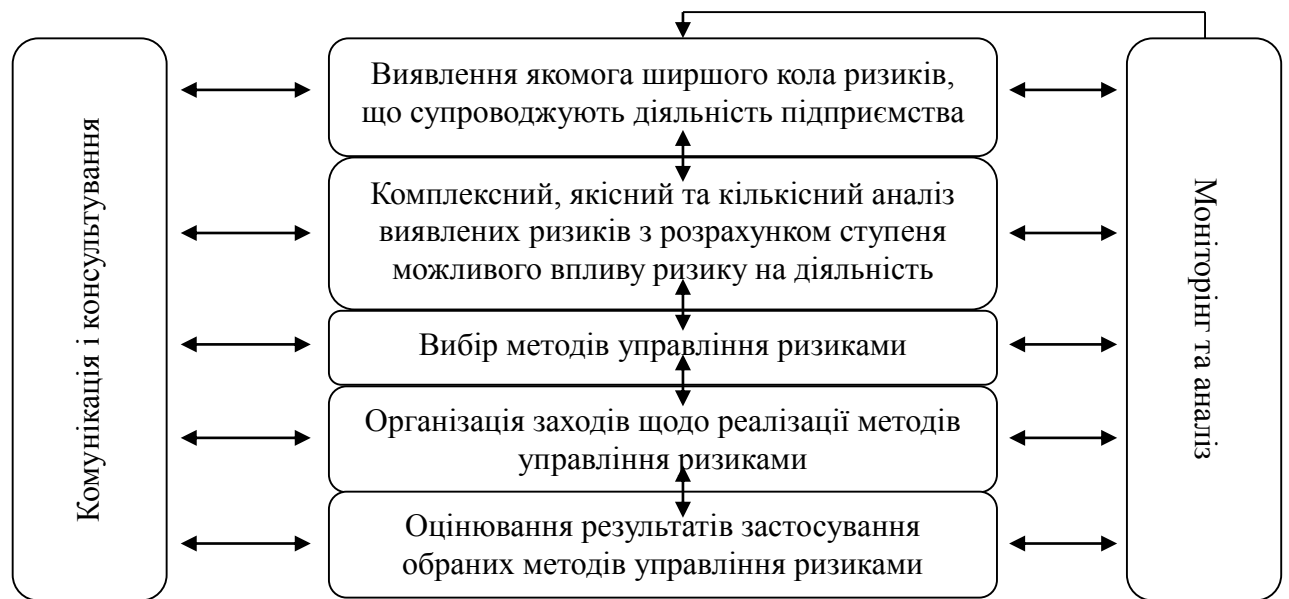 Комунікація і консультування
Виявлення якомога ширшого кола ризиків,
що супроводжують діяльність підприємства
Комплексний, якісний та кількісний аналіз
виявлених ризиків з розрахунком ступеня
можливого впливу ризику на діяльність
Вибір методів управління ризиками
Організація заходів щодо реалізації методів
управління ризиками
Оцінювання результатів застосування
обраних методів управління ризиками
Моніторінг та аналіз